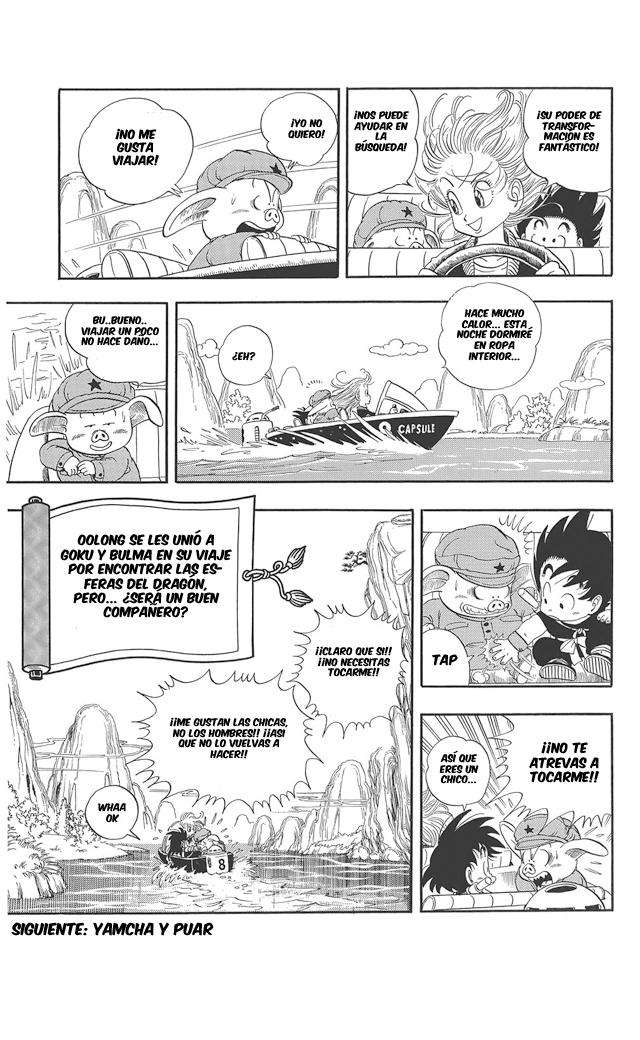 ¡SU PODER DE
TRANSFOR-
MACIÓN ES
FANTÁSTICO!
¡NOS PUEDE
AYUDAR EN
LA
BÚSQUEDA!
¡YO NO
QUIERO!
¡NO ME
GUSTA
VIAJAR!
HACE MUCHO
CALOR... ESTA
NOCHE DORMIRÉ
EN ROPA
INTERIOR...
¿EH?
CAPSULE
BU..BUENO..
VIAJAR UN POCO
NO HACE DAÑO...
TAP
ASÍ QUE
ERES UN
CHICO...
¡¡NO TE
ATREVAS A
TOCARME!!
OOLONG SE LES UNIÓ A
GOKU Y BULMA EN SU VIAJE
POR ENCONTRAR LAS ES-
FERAS DEL DRAGÓN,
PERO... ¿SERÁ UN BUEN
COMPAÑERO?
¡¡CLARO QUE SI!!
¡¡NO NECESITAS
TOCARME!!
¡¡ME GUSTAN LAS CHICAS,
NO LOS HOMBRES!! ¡¡ASI
QUE NO LO VUELVAS A
HACER!!
WHAA
OK
8
SIGUIENTE: YAMCHA Y PUAR